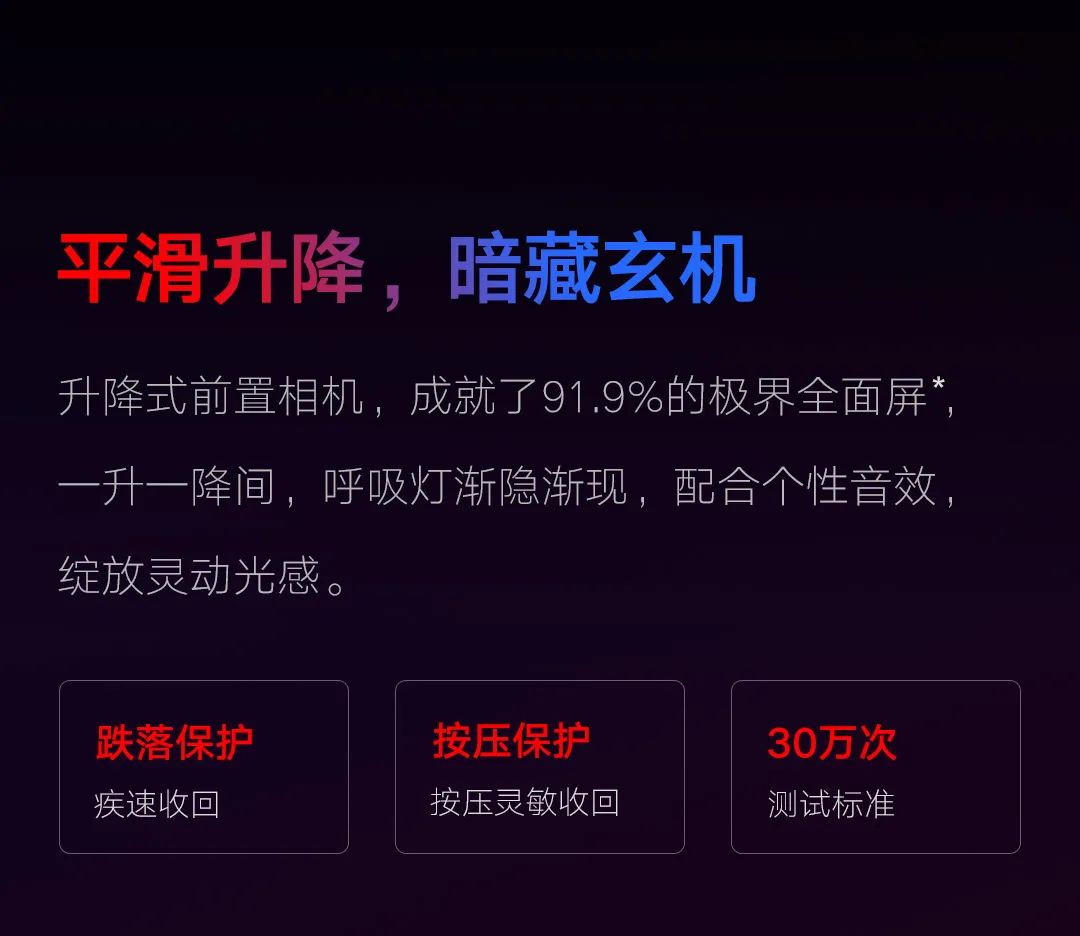 平滑升降，暗藏玄机
升降式前置相机，成就了91.9%的极界全面屏*，
一升一降间，呼吸灯渐隐渐现，配合个性音效，
绽放灵动光感。
跌落保护
疾速收回
按压保护
按压灵敏收回
30万次
测试标准